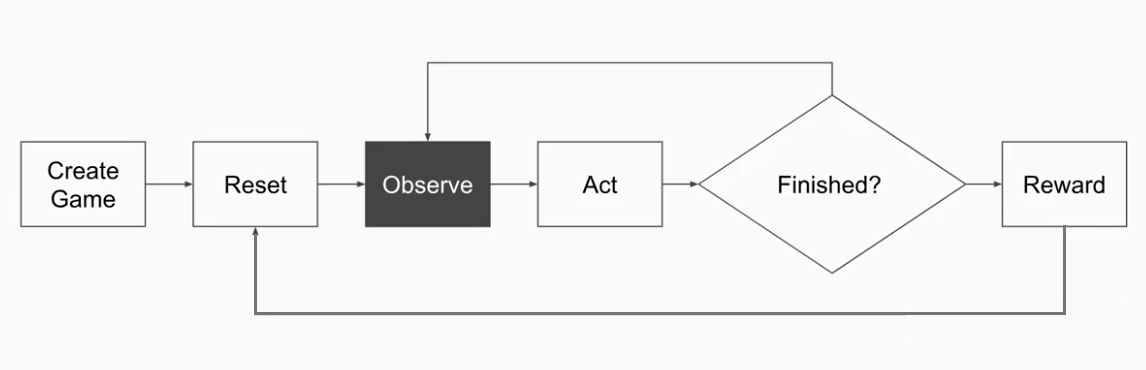 Create
Game
Reset
Observe
Act
Finished?
Reward